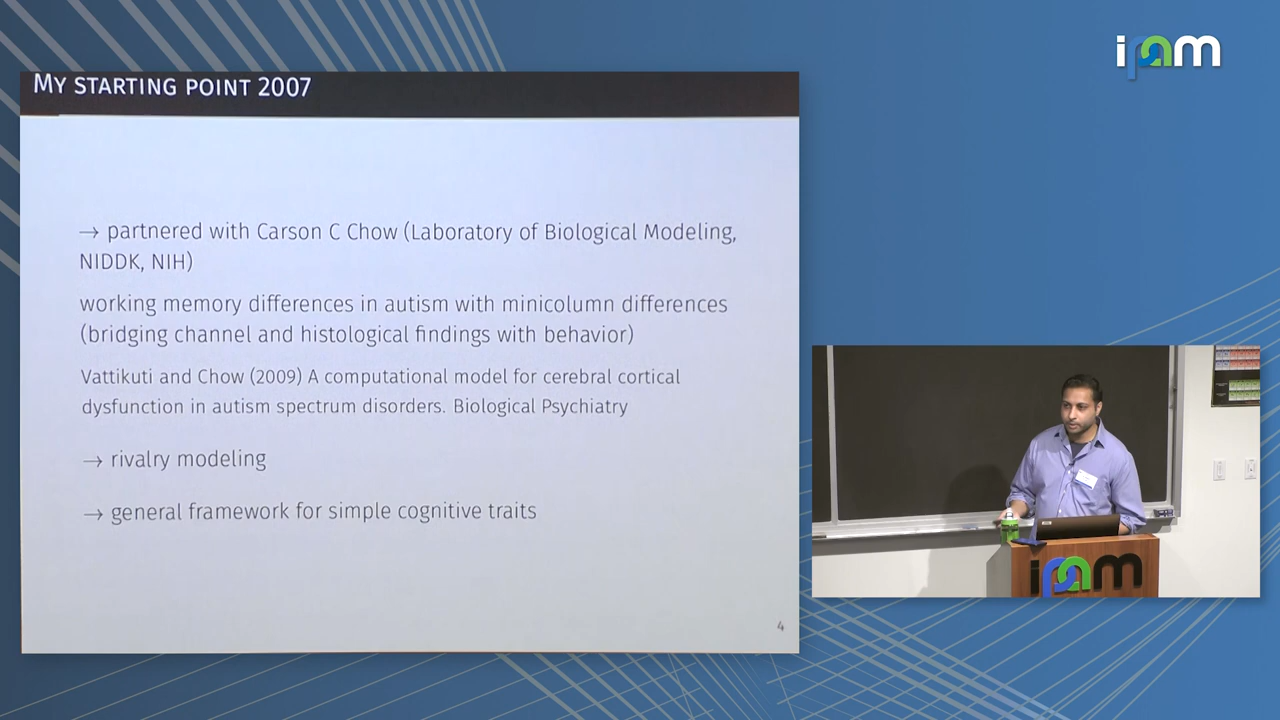 ipam
My starting point 2007
→ partnered with Carson C Chow (Laboratory of Biological Modeling,
NIDDK, NIH)
working memory differences in autism with minicolumn differences
(bridging channel and histological findings with behavior)
Vattikuti and Chow (2009) A computational model for cerebral cortical
dysfunction in autism spectrum disorders. Biological Psychiatry
→ rivalry modeling
→ general framework for simple cognitive traits
4
ipam